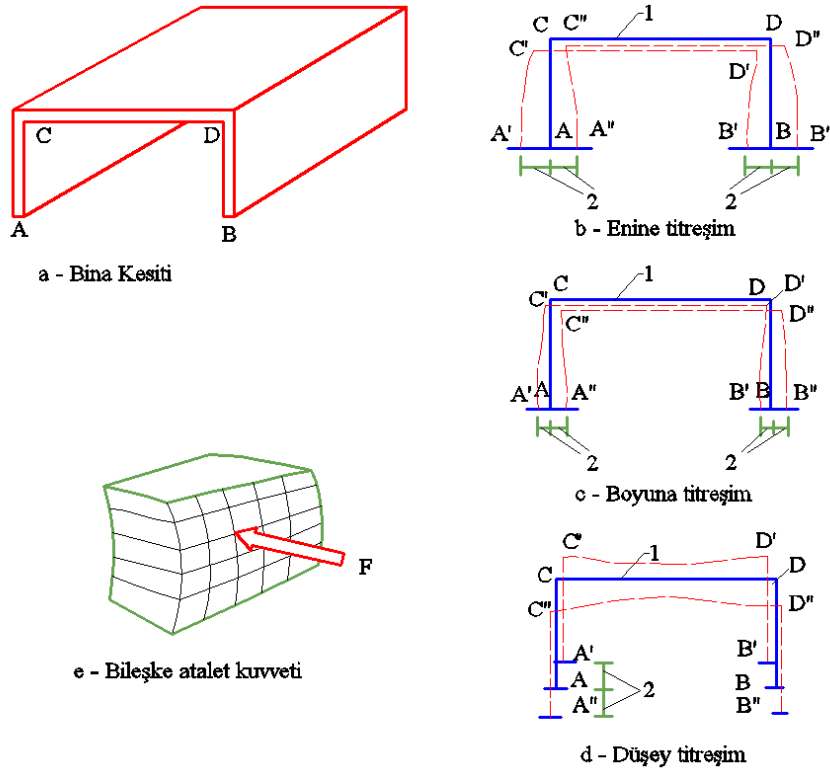 C D
A
B
a - Bina Kesiti
C C" 1 D
C' D"
D'
A' A A" B' B B'
2 2
b - Enine titreşim
C 1 D D'
C' C" D"
A' A A" B' B B"
2 2
c - Boyuna titreşim
F
e - Bileşke atalet kuvveti
C' D'
C 1 D
C" D"
A' B'
A 2 B
A" B"
d - Düşey titreşim